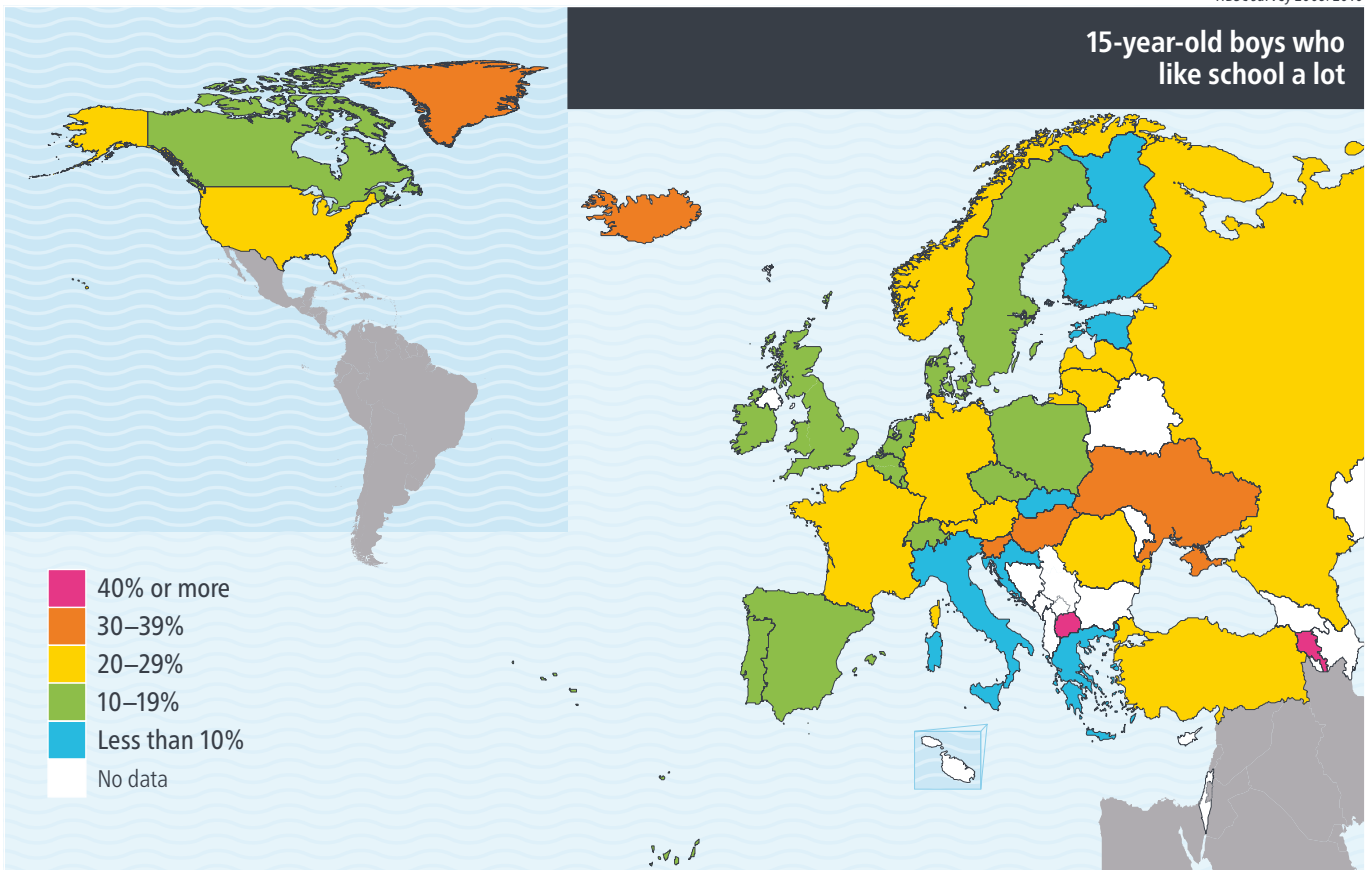 15-year-old boys who
like school a lot
40% or more
30–39%
20–29%
10–19%
Less than 10%
No data